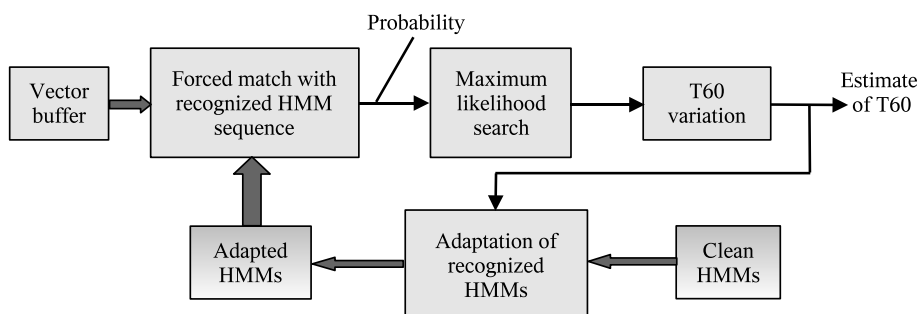 Probability
Vector
buffer
Forced match with
recognized HMM
sequence
Maximum
likelihood
search
T60
variation
Estimate
of T60
Adapted
HMMs
Adaptation of
recognized
HMMs
Clean
HMMs